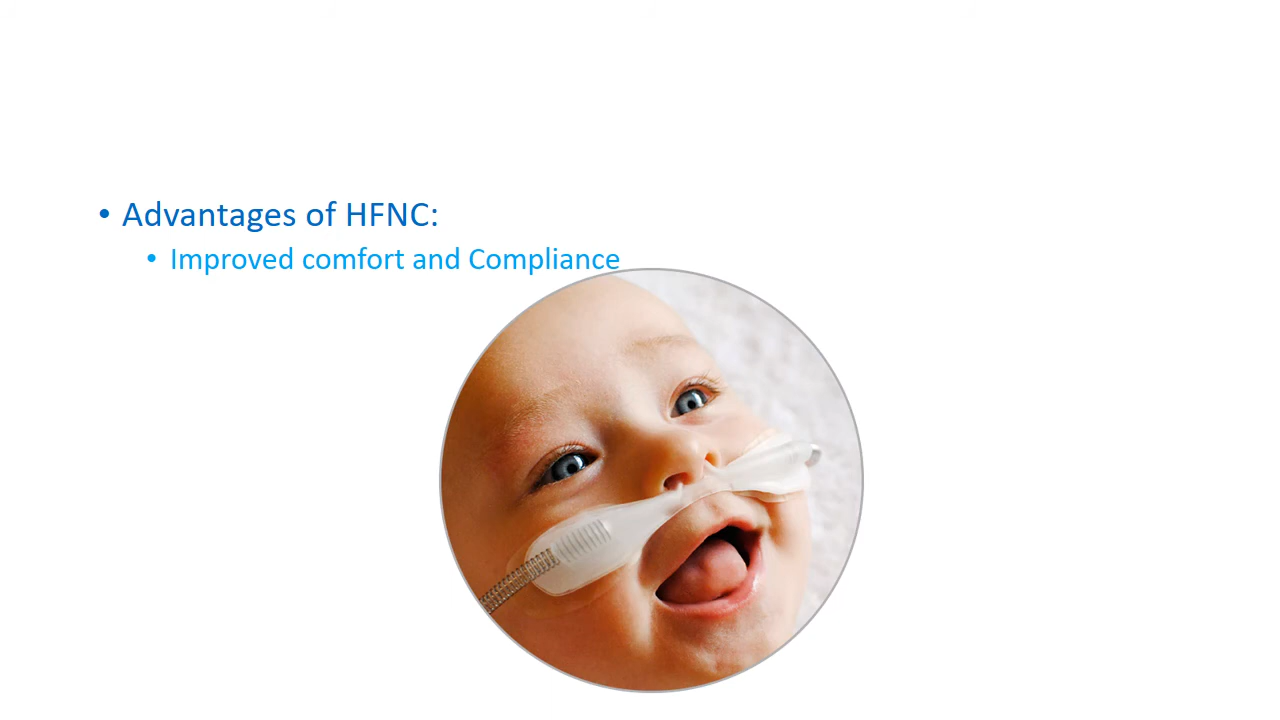 • Advantages of HFNC:
• Improved comfort and Compliance